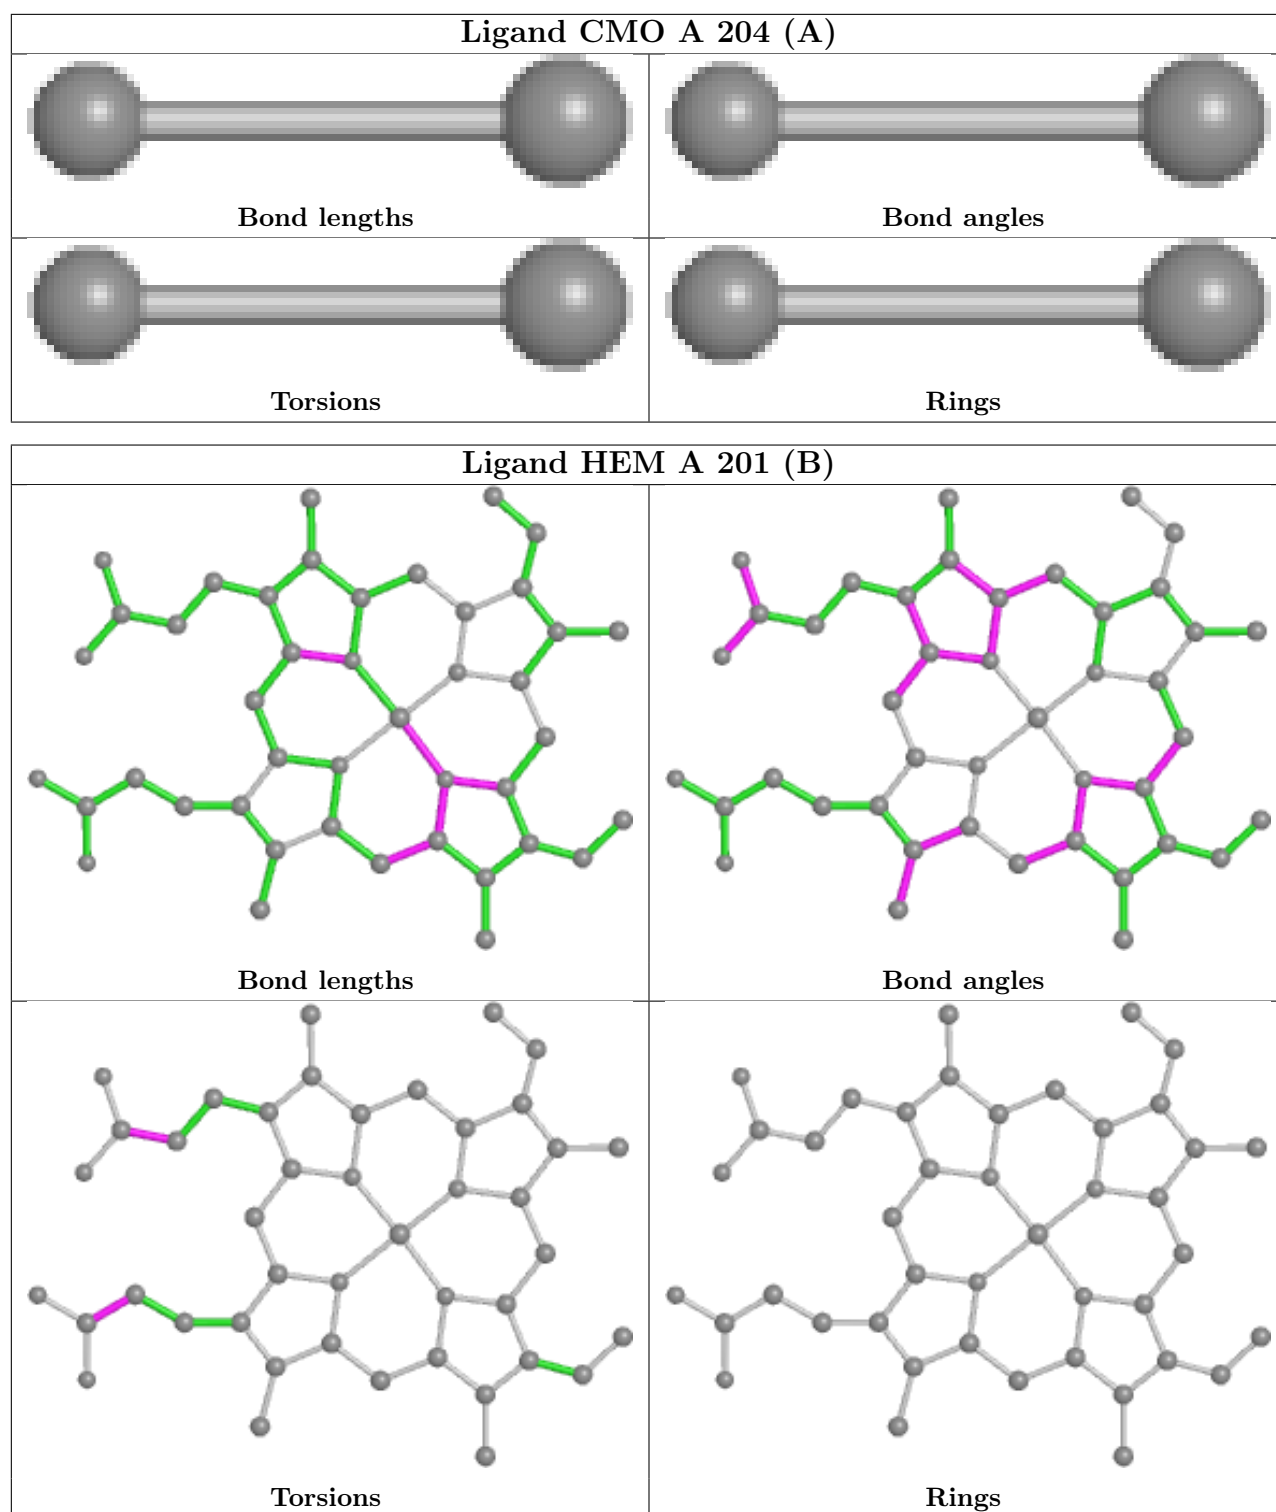 Ligand CMO A 204 (A)
Bond lengths
Bond angles
Torsions
Rings
Ligand HEM A 201 (B)
Bond lengths
Bond angles
Torsions
Rings